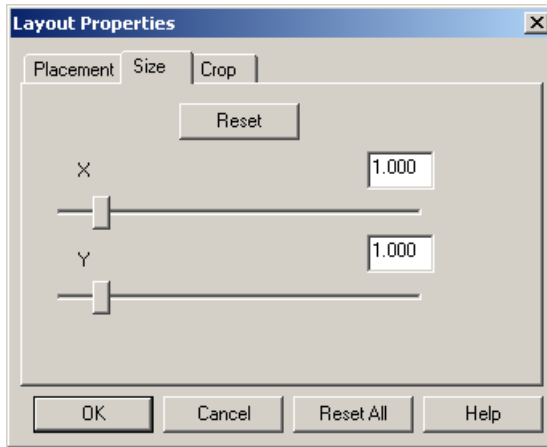 Layout Properties
Placement Size Crop
Reset
X 1.000
Y 1.000
OK Cancel Reset All Help